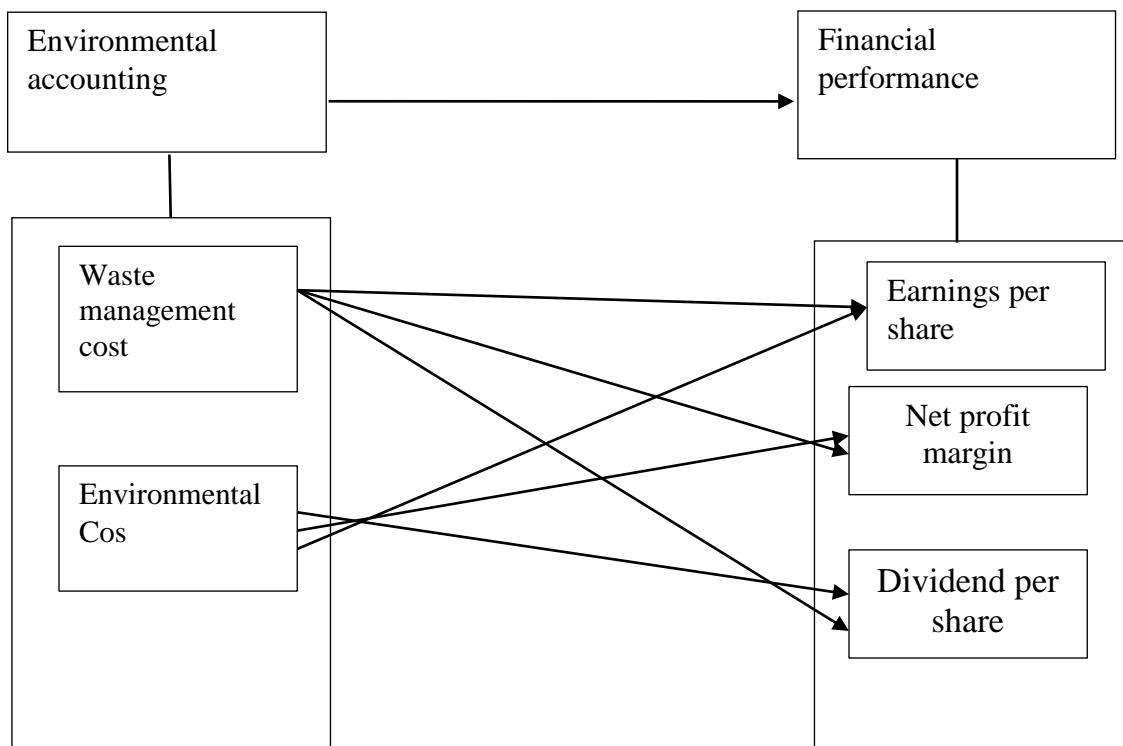 Environmental
accounting
Financial
performance
Waste
management
cost
Environmental
Cos
Earnings per
share
Net profit
margin
Dividend per
share